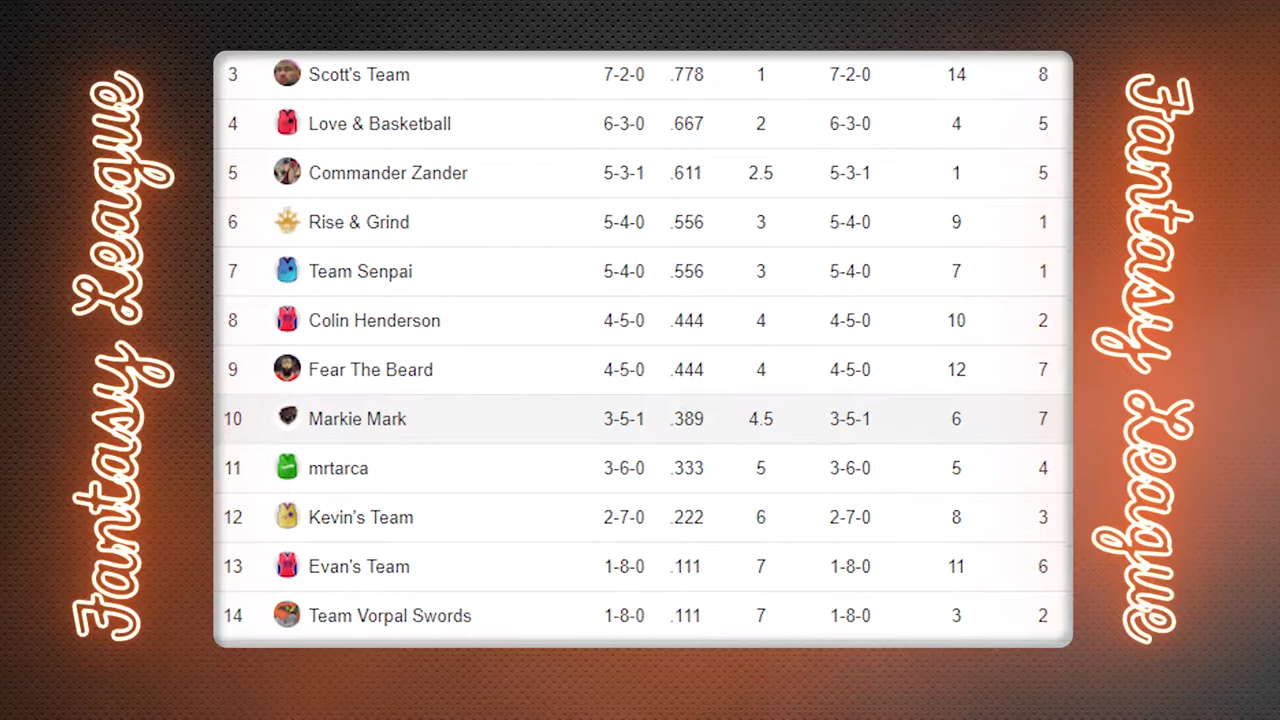 Fantasy League
3 Scott's Team 7-2-0 .778 1 7-2-0 14 8
4 Love & Basketball 6-3-0 .667 2 6-3-0 4 5
5 Commander Zander 5-3-1 .611 2.5 5-3-1 1 5
6 Rise & Grind 5-4-0 .556 3 5-4-0 9 1
7 Team Senpai 5-4-0 .556 3 5-4-0 7 1
8 Colin Henderson 4-5-0 .444 4 4-5-0 10 2
9 Fear The Beard 4-5-0 .444 4 4-5-0 12 7
10 Markie Mark 3-5-1 .389 4.5 3-5-1 6 7
11 mrtarca 3-6-0 .333 5 3-6-0 5 4
12 Kevin's Team 2-7-0 .222 6 2-7-0 8 3
13 Evan's Team 1-8-0 .111 7 1-8-0 11 6
14 Team Vorpal Swords 1-8-0 .111 7 1-8-0 3 2
Fantasy League